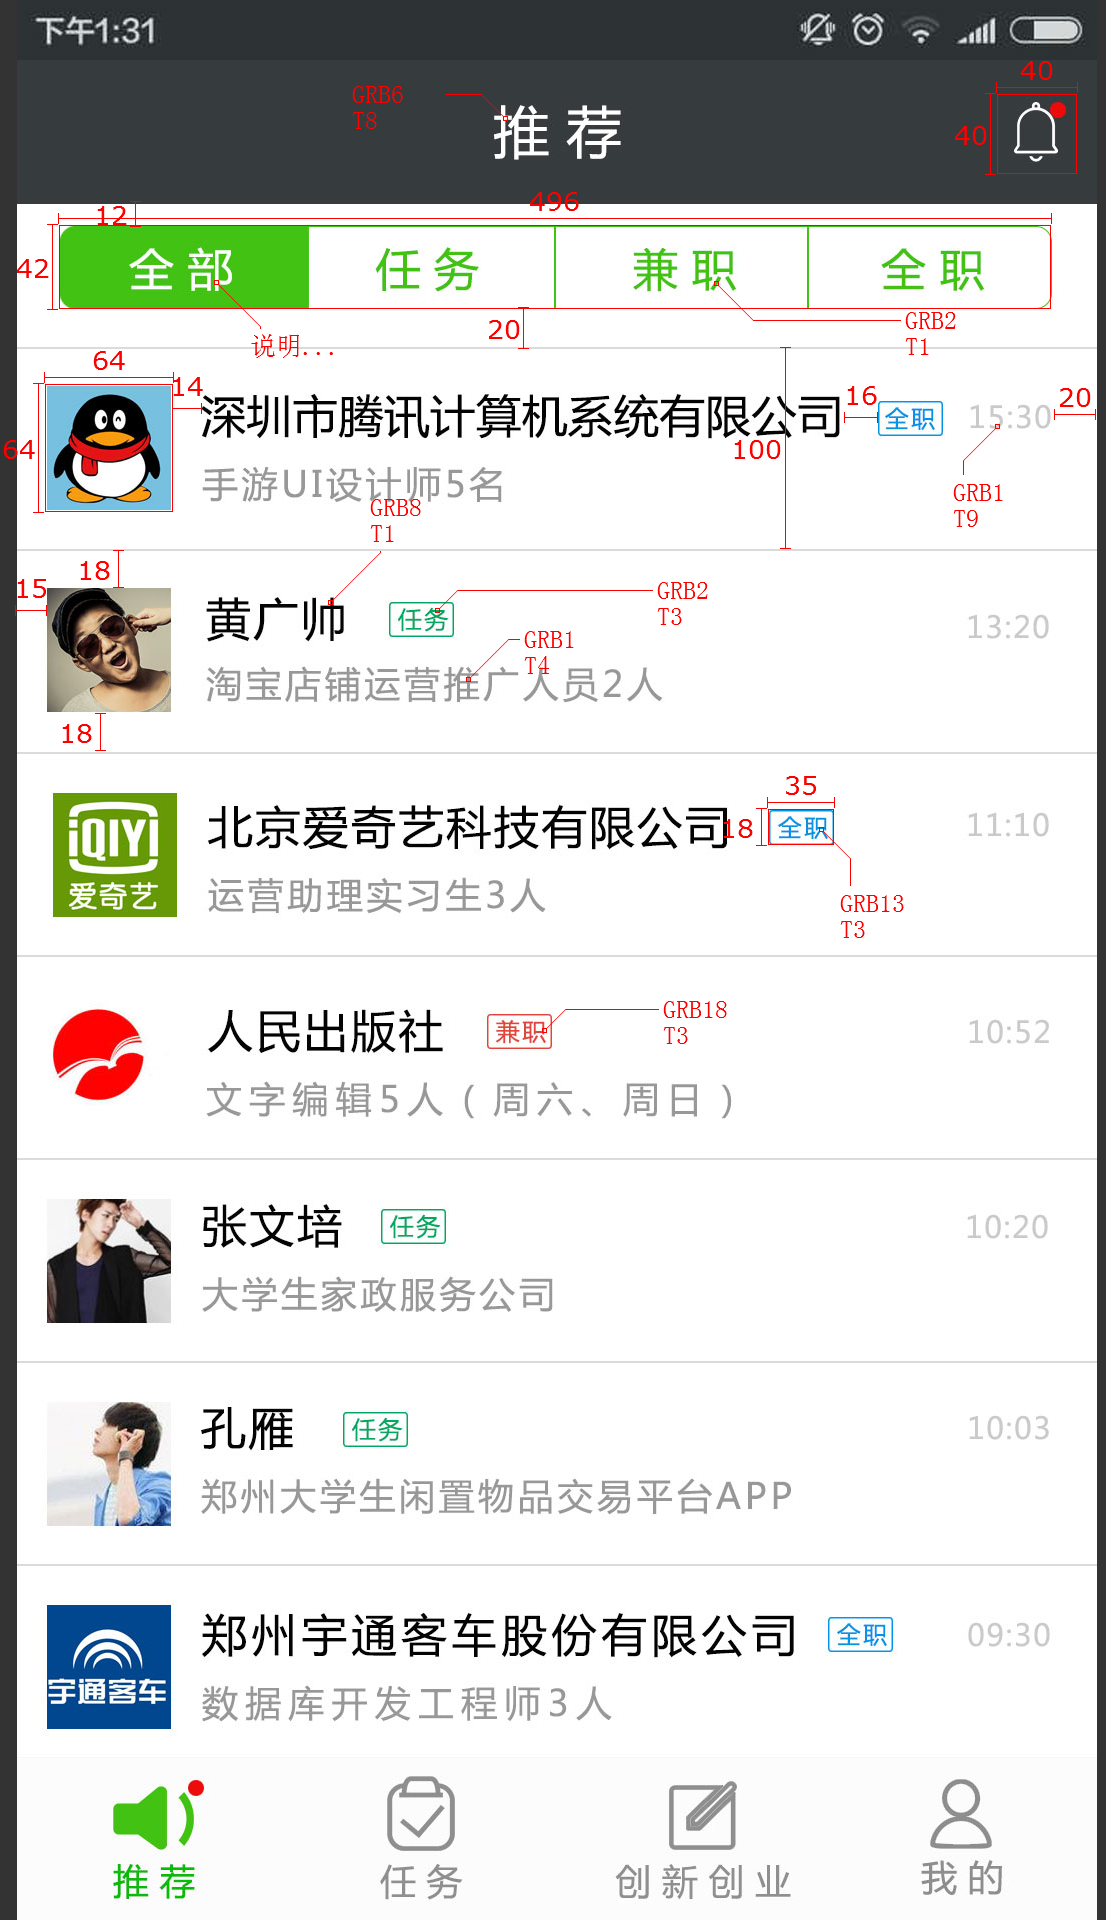 下午1:31
40
GRB6
T8
推荐
40
496
12
42
全部 任务 兼职 全职
20
说明...
GRB2
T1
64
14
深圳市腾讯计算机系统有限公司
16
全职
15:30
20
64
100
手游UI设计师5名
GRB8
T1
GRB1
T9
18
15
黄广帅
任务
GRB2
T3
13:20
GRB1
T4
淘宝店铺运营推广人员2人
18
35
北京爱奇艺科技有限公司
18
全职
11:10
iQIYI
爱奇艺
运营助理实习生3人
GRB13
T3
人民出版社
兼职
GRB18
T3
10:52
文字编辑5人（周六、周日）
张文培
任务
10:20
大学生家政服务公司
孔雁
任务
10:03
郑州大学生闲置物品交易平台APP
郑州宇通客车股份有限公司
全职
09:30
宇通客车
数据库开发工程师3人
推荐 任务 创新创业 我的